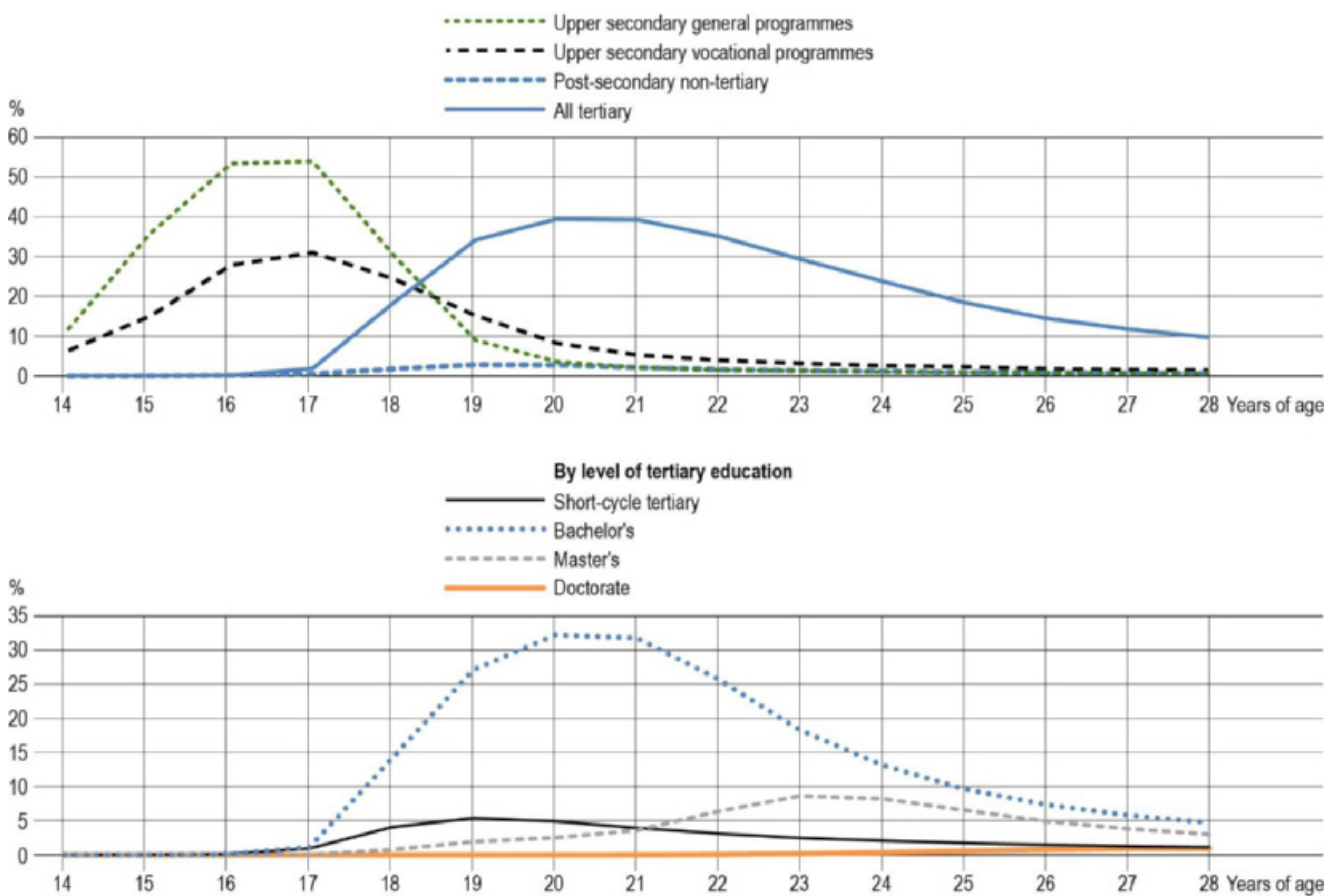 Upper secondary general programmes
Upper secondary vocational programmes
Post-secondary non-tertiary
All tertiary
%
60
50
40
30
20
10
0
14 15 16 17 18 19 20 21 22 23 24 25 26 27 28 Years of age
By level of tertiary education
Short-cycle tertiary
Bachelor's
Master's
Doctorate
%
35
30
25
20
15
10
5
0
14 15 16 17 18 19 20 21 22 23 24 25 26 27 28 Years of age